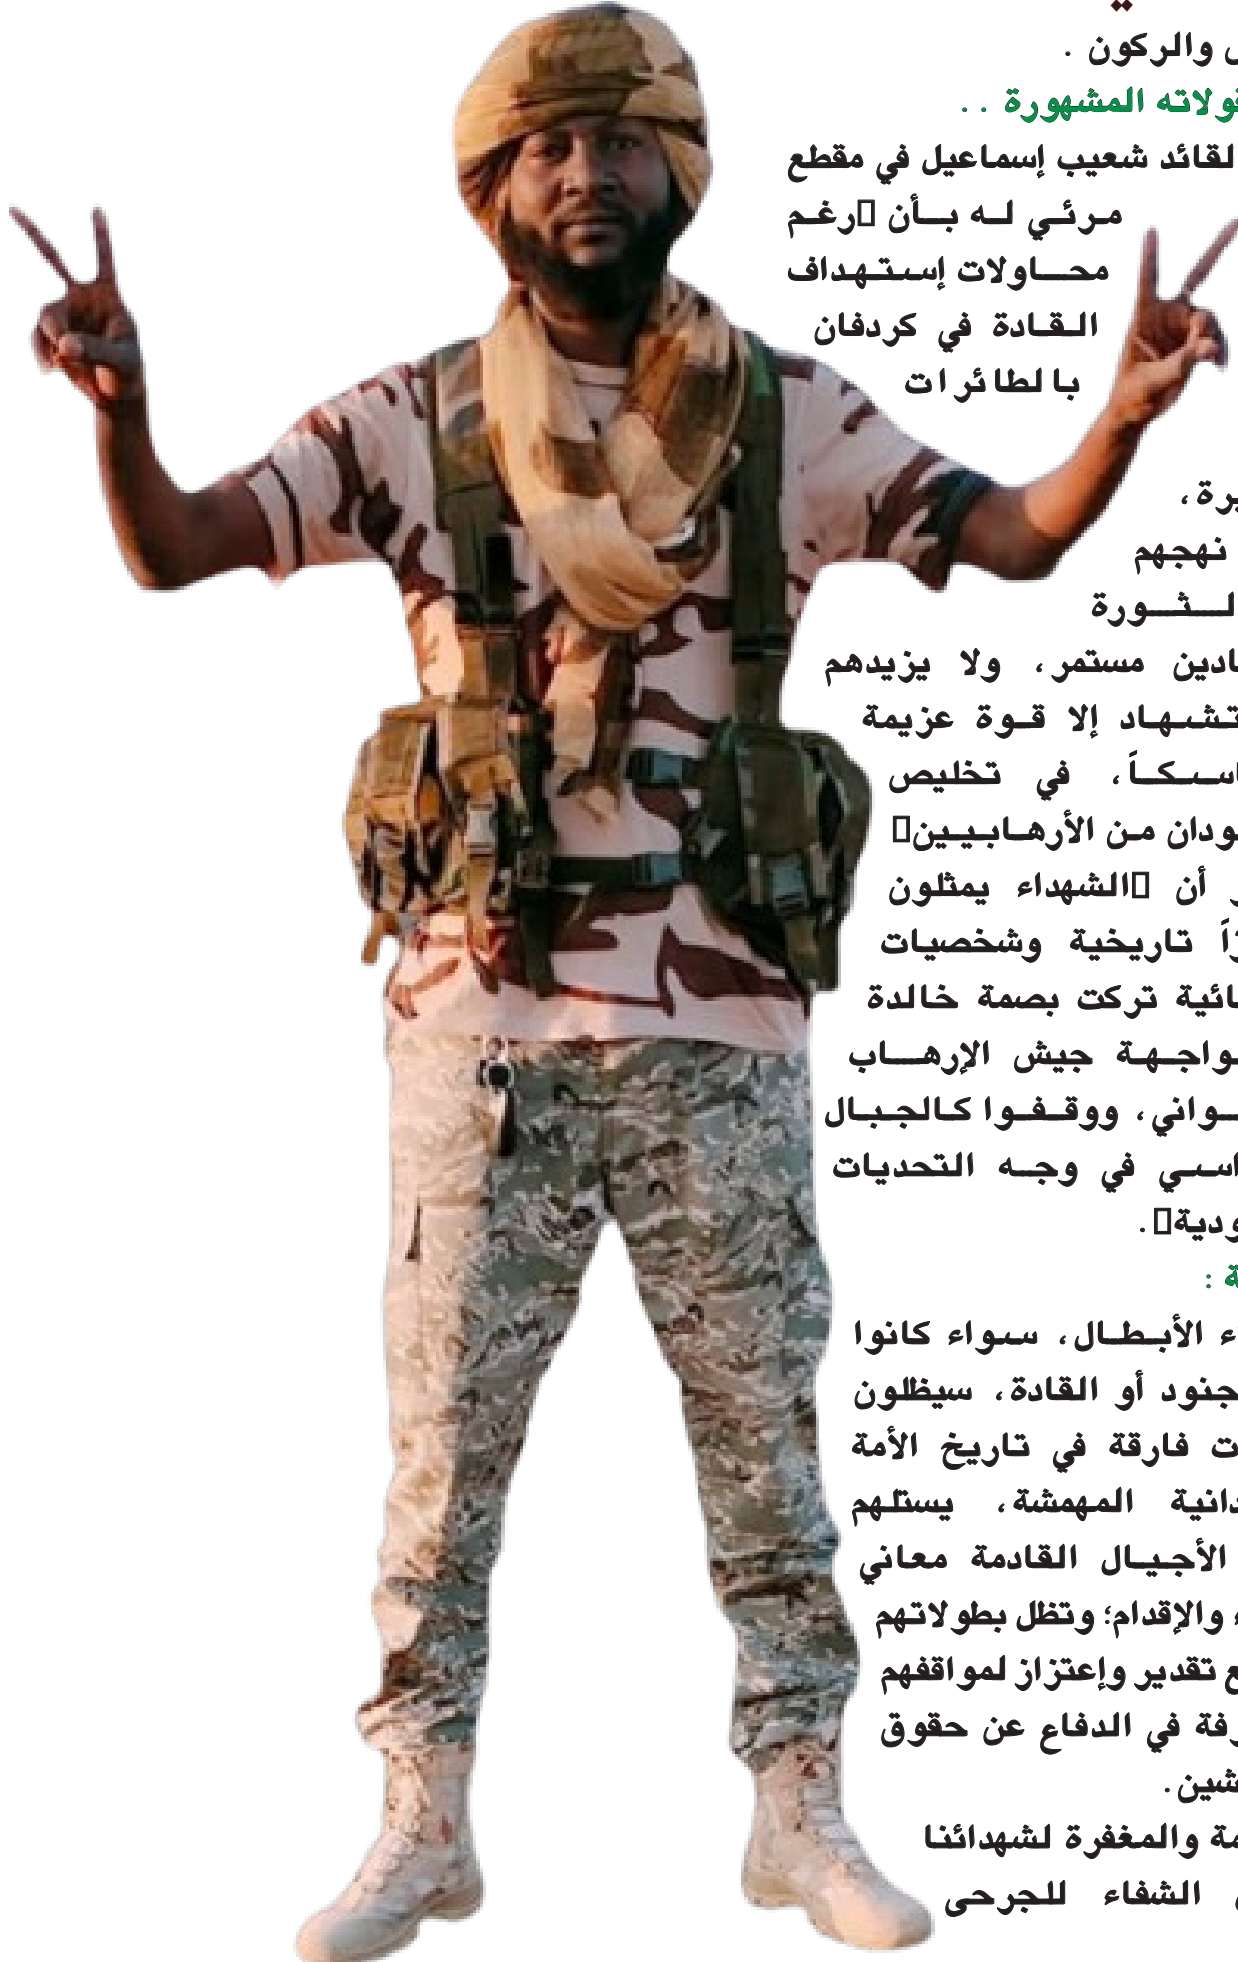 والركون .
المشهورة . .
القائد شعيب إسماعيل في مقطع
مرئي له بأن رغم
محاولات إستهداف
القادة في كردفان
بالطائرات
نهجهم
الثورة
مستمر، ولا يزيدهم
إلا قوة عزيمة
في تخليص
من الأرهابيين
أن الشهداء يمثلون
تاريخية وشخصيات
تركت بصمة خالدة
جيش الإرهاب
ووقفوا كالجبال
في وجه التحديات
الأبطال، سواء كانوا
أو القادة، سيظلون
فارقة في تاريخ الأمة
المهمشة، يستلهم
الأجيال القادمة معاني
والإقدام؛ وتظل بطولاتهم
تقدير وإعتزاز لمواقفهم
في الدفاع عن حقوق
والمغفرة لشهدائنا
الشفاء للجرحى